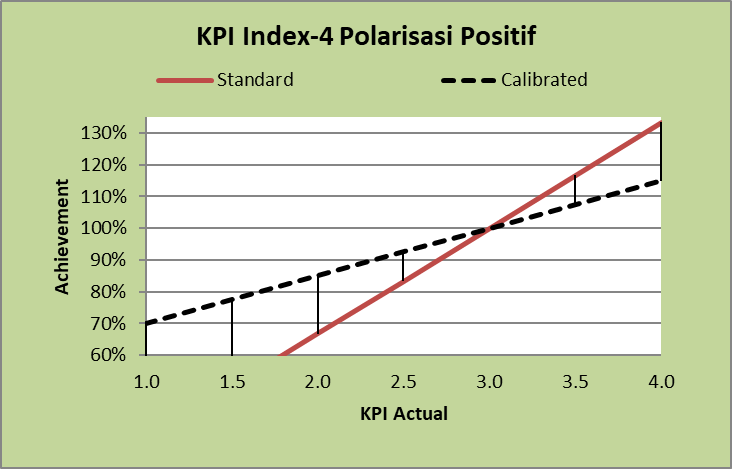 KPI Index-4 Polarisasi Positif
Standard
Calibrated
Achievement
130%
120%
110%
100%
90%
80%
70%
60%
1.0 1.5 2.0 2.5 3.0 3.5 4.0
KPI Actual